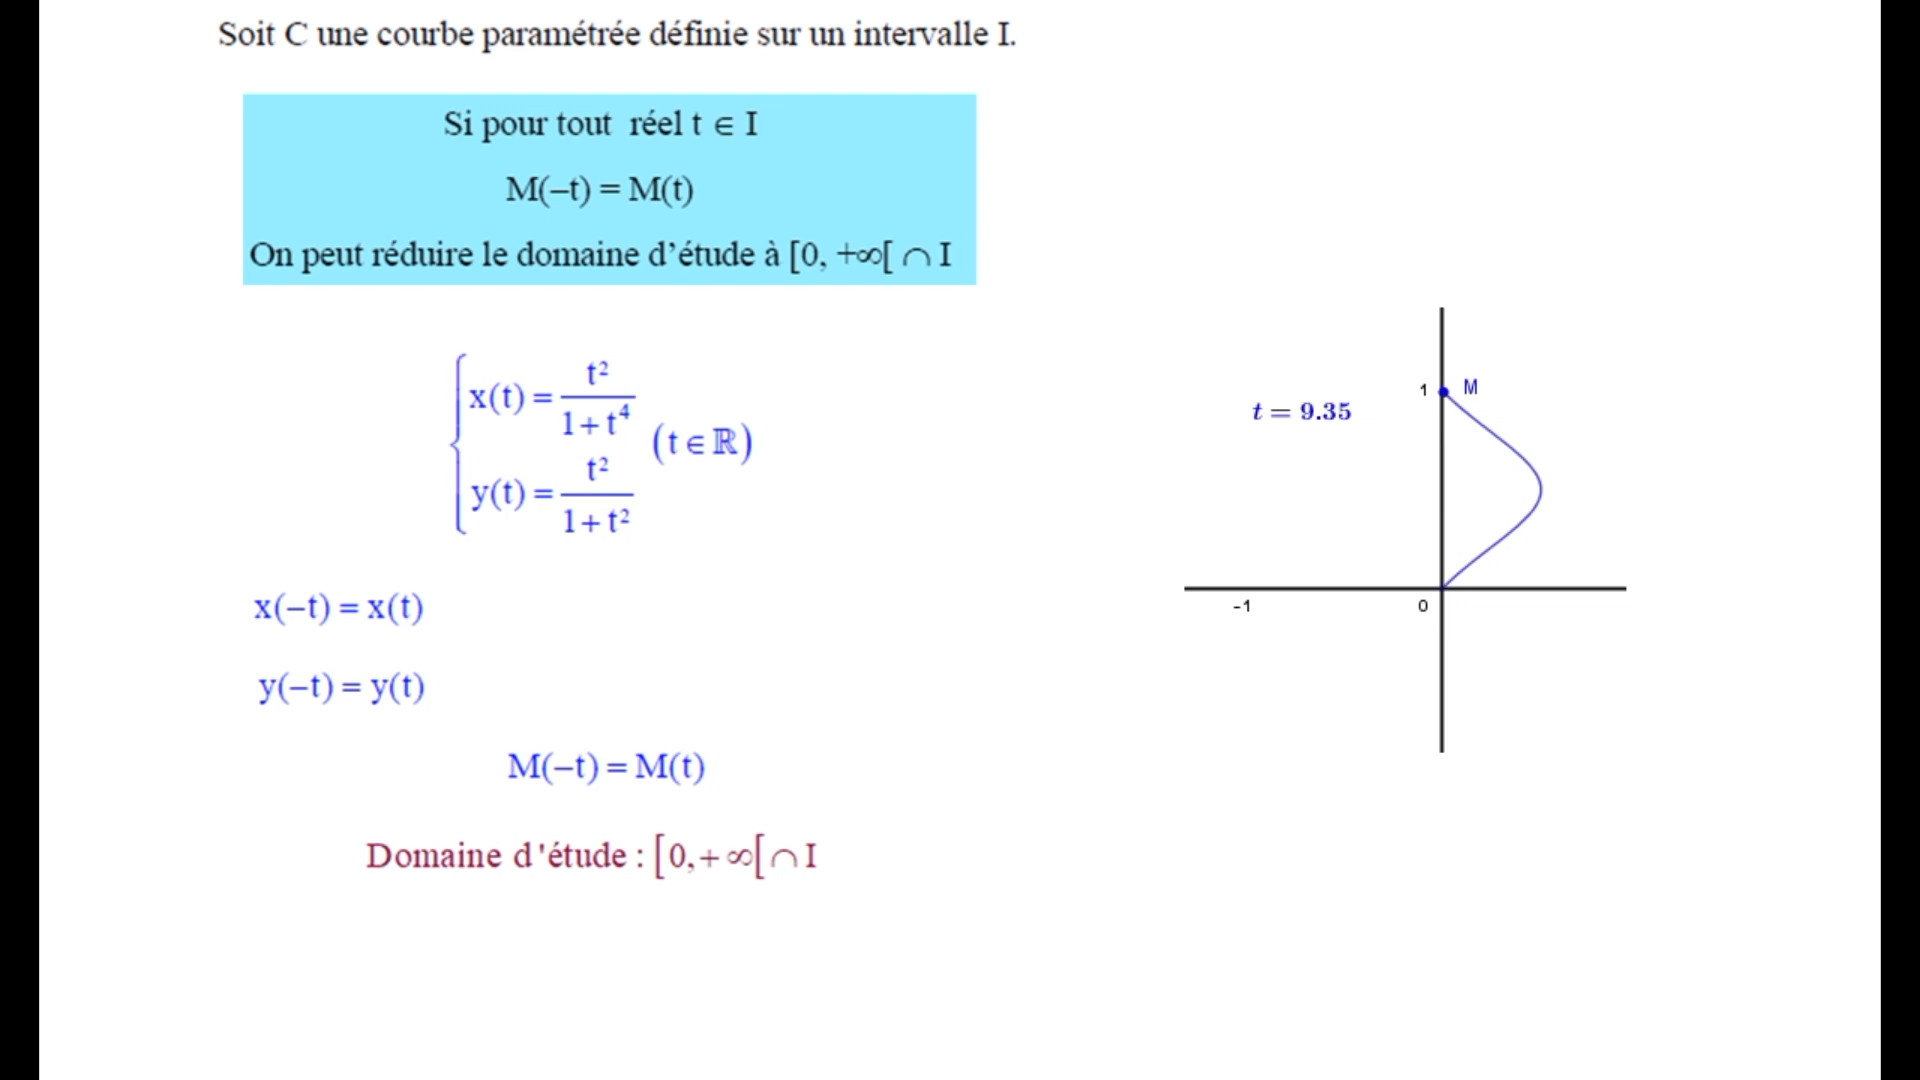 Soit C une courbe paramétrée définie sur un intervalle I.
Si pour tout réel t ∈ I
M(–t) = M(t)
On peut réduire le domaine d’étude à [0, +∞[ ∩ I
x(t) = t²/(1+t⁴)
(t ∈ ℝ)
y(t) = t²/(1+t²)
x(–t) = x(t)
y(–t) = y(t)
M(–t) = M(t)
Domaine d'étude : [0,+ ∞[ ∩ I
1 M
t = 9.35
-1 0